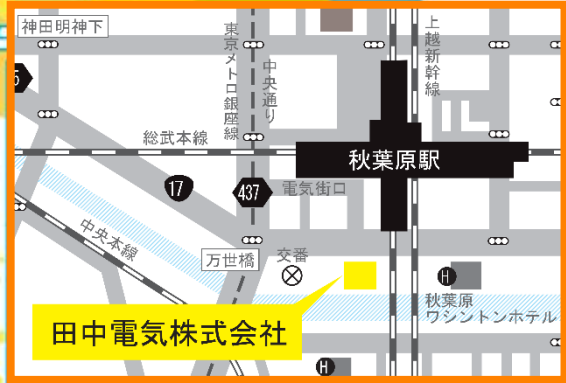 神田明神下
上越新幹線
東京メトロ銀座線
中央通り
5
総武本線
秋葉原駅
17
437
電気街口
中央本線
万世橋
交番
H
秋葉原
ワシントンホテル
田中電気株式会社
H